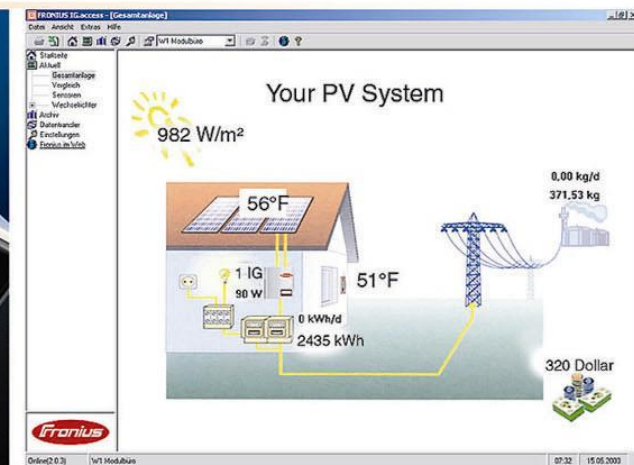 FRONIUS IG.access - [Gesamtanlage]
Datei Ansicht Extras Hilfe
W1 Modulbüro
Startseite
Aktuell
Gesamtanlage
Vergleich
Sensoren
Wechselrichter
Archiv
Datenhandler
Einstellungen
Fronius im Web
Your PV System
982 W/m²
0,00 kg/d
371,53 kg
56°F
1 IG
90 W
51°F
0 kWh/d
2435 kWh
320 Dollar
Fronius
Online(2.0.3) W1 Modulbüro 07:32 15.05.2003